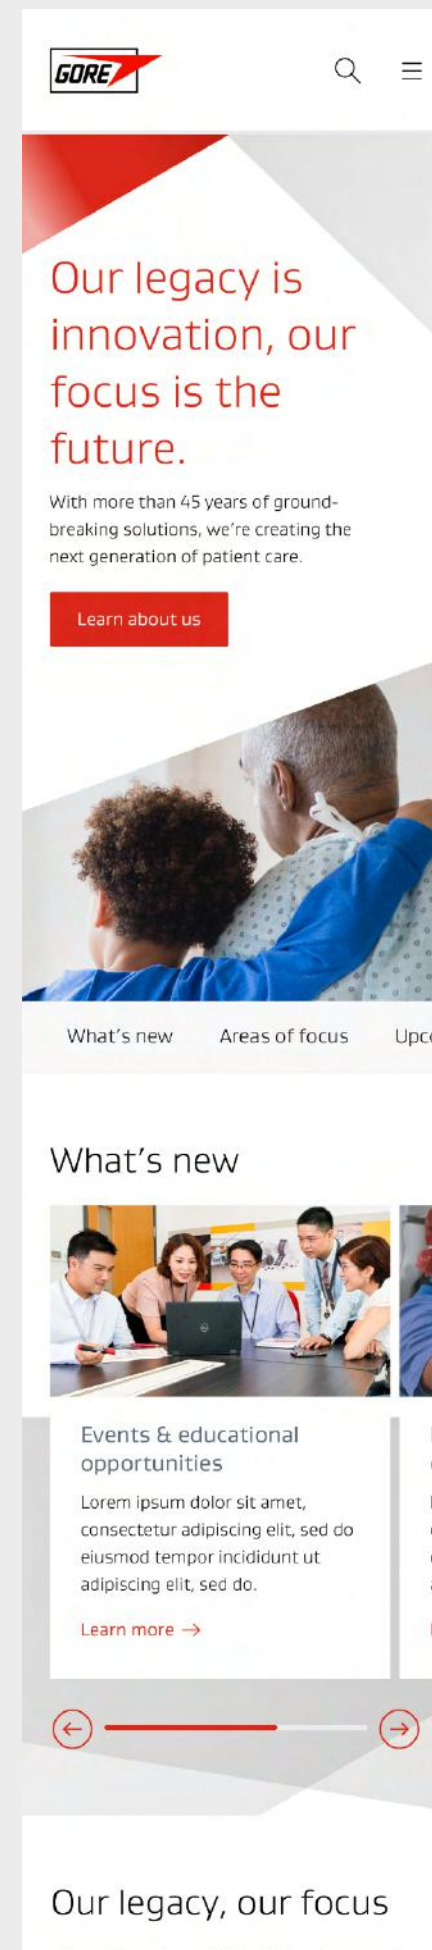 GORE
Our legacy is
innovation, our
focus is the
future.
With more than 45 years of ground-
breaking solutions, we're creating the
next generation of patient care.
Learn about us
What's new Areas of focus Upc
What's new
Events & educational
opportunities
Lorem ipsum dolor sit amet,
consectetur adipiscing elit, sed do
eiusmod tempor incididunt ut
adipiscing elit, sed do.
Learn more →
Our legacy, our focus